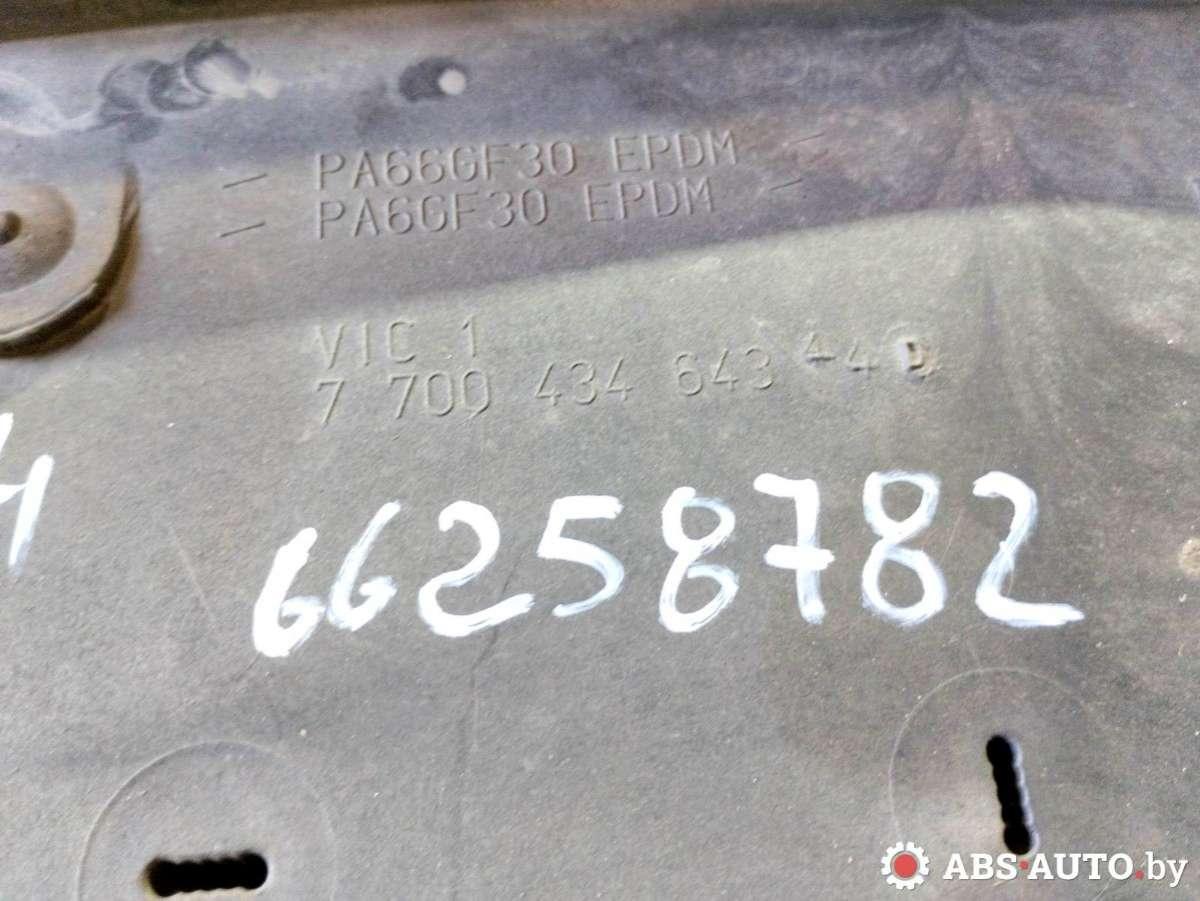 — PA66GF30 EPDM —
— PA6GF30 EPDM —
VIC 1
7 700 434 643
66258782
ABS·AUTO.by